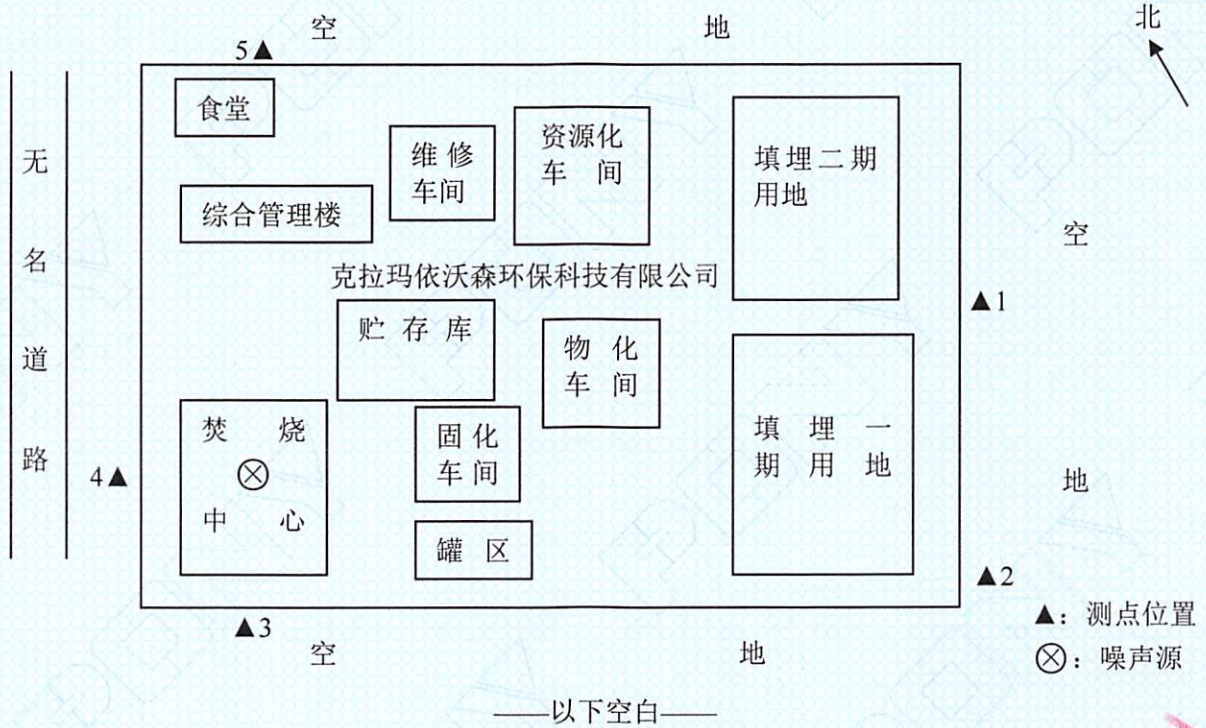 空 地
北
5▲
食堂
维 修
车间
资源化
车 间
填埋二期
用地
无名道路
综合管理楼
空
克拉玛依沃森环保科技有限公司
▲1
贮 存 库
物 化
车 间
焚 烧
中 心
固 化
车 间
填 埋 一
期 用 地
4▲
地
罐 区
▲2
▲3
空 地
▲：测点位置
⊗：噪声源
——以下空白——